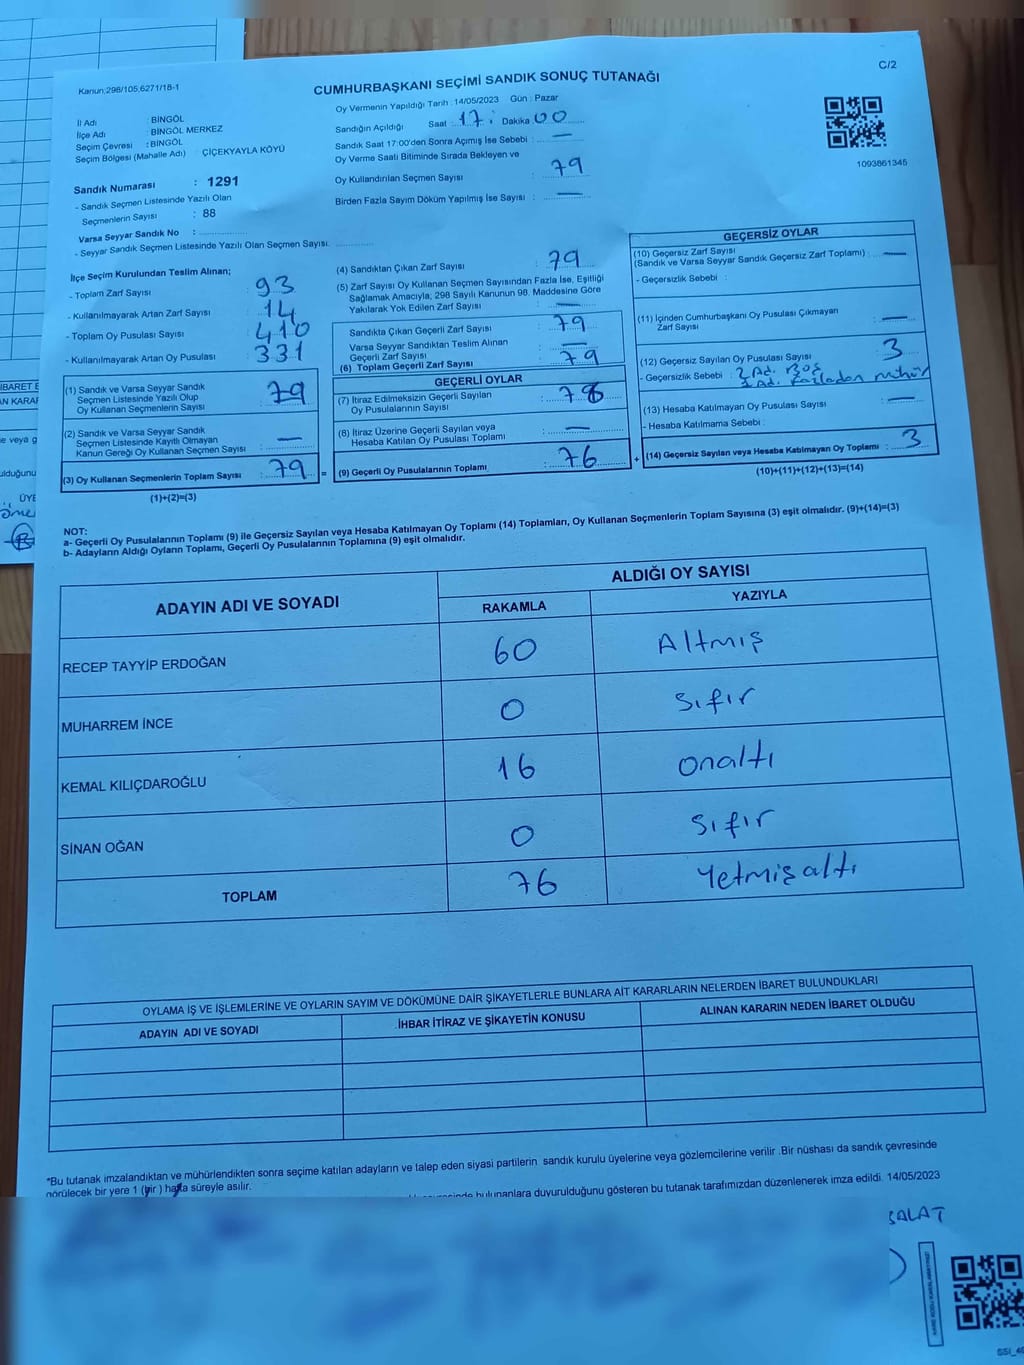 C/2
Kanun;298/105,6271/18-1
CUMHURBAŞKANI SEÇİMİ SANDIK SONUÇ TUTANAĞI
İl Adı : BİNGÖL
İlçe Adı : BİNGÖL MERKEZ
Seçim Çevresi : BİNGÖL
Seçim Bölgesi (Mahalle Adı) ÇİÇEKYAYLA KÖYÜ
Sandık Numarası : 1291
- Sandık Seçmen Listesinde Yazılı Olan
Seçmenlerin Sayısı : 88
Varsa Seyyar Sandık No :
- Seyyar Sandık Seçmen Listesinde Yazılı Olan Seçmen Sayısı.
Oy Vermenin Yapıldığı Tarih : 14/05/2023 Gün : Pazar
Sandığın Açıldığı Saat : 17 : Dakika 00
Sandık Saat 17:00'den Sonra Açımış İse Sebebi : —
Oy Verme Saati Bitiminde Sırada Bekleyen ve
Oy Kullandırılan Seçmen Sayısı : 79
Birden Fazla Sayım Döküm Yapılmış İse Sayısı : —
1093861345
İlçe Seçim Kurulundan Teslim Alınan;
- Toplam Zarf Sayısı : 93
- Kullanılmayarak Artan Zarf Sayısı : 14
- Toplam Oy Pusulası Sayısı : 410
- Kullanılmayarak Artan Oy Pusulası : 331
(1) Sandık ve Varsa Seyyar Sandık
Seçmen Listesinde Yazılı Olup
Oy Kullanan Seçmenlerin Sayısı : 79
(2) Sandık ve Varsa Seyyar Sandık
Seçmen Listesinde Kayıtlı Olmayan
Kanun Gereği Oy Kullanan Seçmen Sayısı : —
(3) Oy Kullanan Seçmenlerin Toplam Sayısı : 79 =
(1)+(2)=(3)
(4) Sandıktan Çıkan Zarf Sayısı : 79
(5) Zarf Sayısı Oy Kullanan Seçmen Sayısından Fazla İse, Eşitliği
Sağlamak Amacıyla; 298 Sayılı Kanunun 98. Maddesine Göre
Yakılarak Yok Edilen Zarf Sayısı : —
Sandıkta Çıkan Geçerli Zarf Sayısı : 79
Varsa Seyyar Sandıktan Teslim Alınan
Geçerli Zarf Sayısı : —
(6) Toplam Geçerli Zarf Sayısı : 79
GEÇERLİ OYLAR
(7) İtiraz Edilmeksizin Geçerli Sayılan
Oy Pusulalarının Sayısı : 76
(8) İtiraz Üzerine Geçerli Sayılan veya
Hesaba Katılan Oy Pusulası Toplamı : —
(9) Geçerli Oy Pusulalarının Toplamı : 76 +
GEÇERSİZ OYLAR
(10) Geçersiz Zarf Sayısı
(Sandık ve Varsa Seyyar Sandık Geçersiz Zarf Toplamı) : —
- Geçersizlik Sebebi :
(11) İçinden Cumhurbaşkanı Oy Pusulası Çıkmayan
Zarf Sayısı : —
(12) Geçersiz Sayılan Oy Pusulası Sayısı : 3
- Geçersizlik Sebebi : 2 Ad. Boş
1 Ad. Fazladan mühür
(13) Hesaba Katılmayan Oy Pusulası Sayısı : —
- Hesaba Katılmama Sebebi :
(14) Geçersiz Sayılan veya Hesaba Katılmayan Oy Toplamı : 3
(10)+(11)+(12)+(13)=(14)
NOT:
a- Geçerli Oy Pusulalarının Toplamı (9) ile Geçersiz Sayılan veya Hesaba Katılmayan Oy Toplamı (14) Toplamları, Oy Kullanan Seçmenlerin Toplam Sayısına (3) eşit olmalıdır. (9)+(14)=(3)
b- Adayların Aldığı Oyların Toplamı, Geçerli Oy Pusulalarının Toplamına (9) eşit olmalıdır.
ADAYIN ADI VE SOYADI
ALDIĞI OY SAYISI
RAKAMLA YAZIYLA
RECEP TAYYİP ERDOĞAN 60 Altmış
MUHARREM İNCE 0 Sıfır
KEMAL KILIÇDAROĞLU 16 onaltı
SİNAN OĞAN 0 Sıfır
TOPLAM 76 Yetmişaltı
OYLAMA İŞ VE İŞLEMLERİNE VE OYLARIN SAYIM VE DÖKÜMÜNE DAİR ŞİKAYETLERLE BUNLARA AİT KARARLARIN NELERDEN İBARET BULUNDUKLARI
ADAYIN ADI VE SOYADI İHBAR İTİRAZ VE ŞİKAYETİN KONUSU ALINAN KARARIN NEDEN İBARET OLDUĞU
*Bu tutanak imzalandıktan ve mühürlendikten sonra seçime katılan adayların ve talep eden siyasi partilerin sandık kurulu üyelerine veya gözlemcilerine verilir .Bir nüshası da sandık çevresinde
görülecek bir yere 1 (bir ) hafta süreyle asılır.
bulunanlara duyurulduğunu gösteren bu tutanak tarafımızdan düzenlenerek imza edildi. 14/05/2023